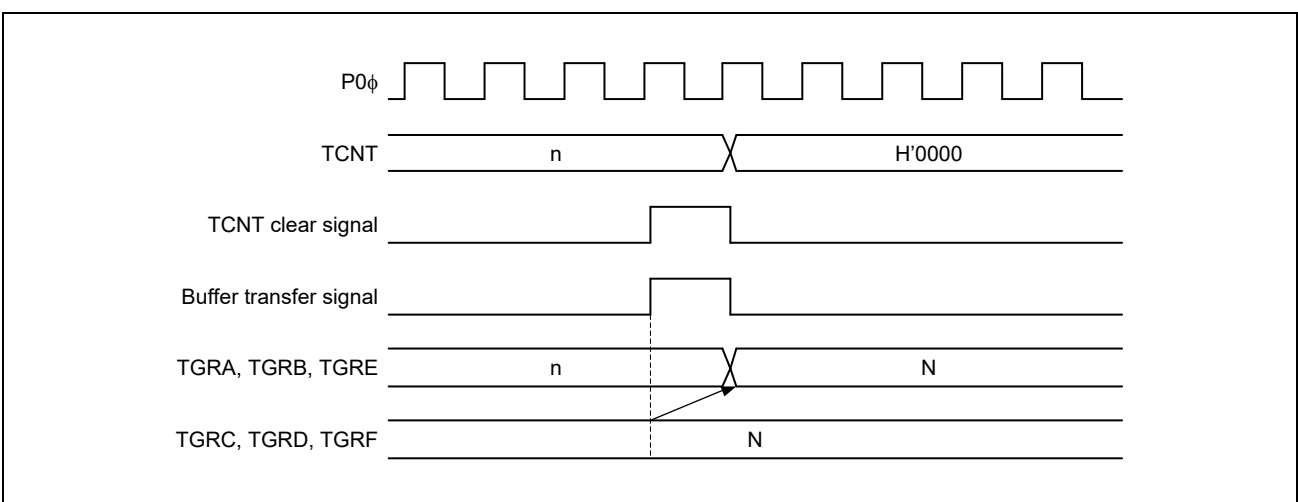 P0ϕ
TCNT n H’0000
TCNT clear signal
Buffer transfer signal
TGRA, TGRB, TGRE n N
TGRC, TGRD, TGRF N